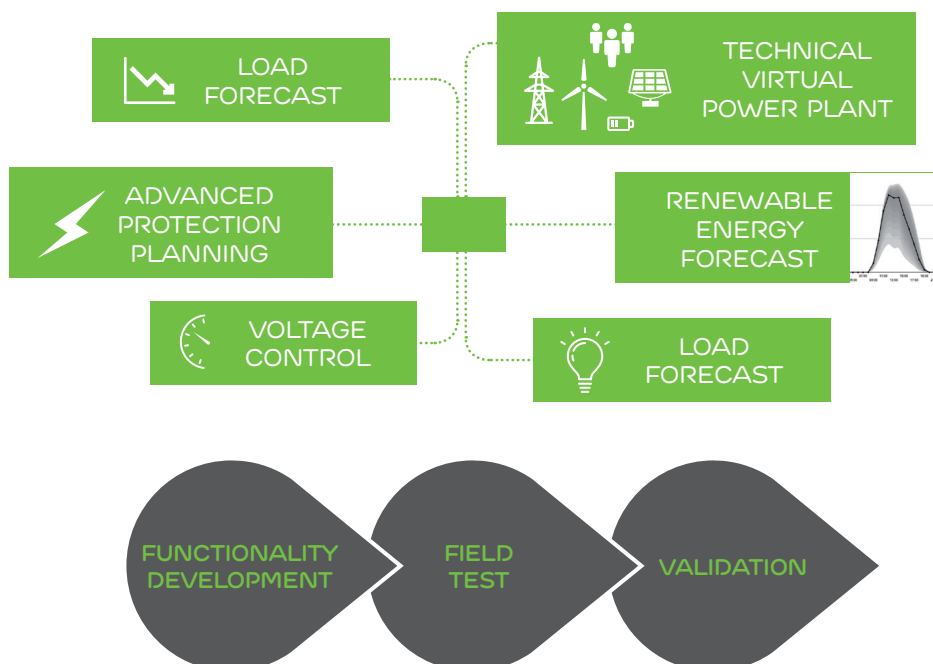 LOAD
FORECAST
TECHNICAL
VIRTUAL
POWER PLANT
ADVANCED
PROTECTION
PLANNING
RENEWABLE
ENERGY
FORECAST
VOLTAGE
CONTROL
LOAD
FORECAST
FUNCTIONALITY
DEVELOPMENT
FIELD
TEST
VALIDATION